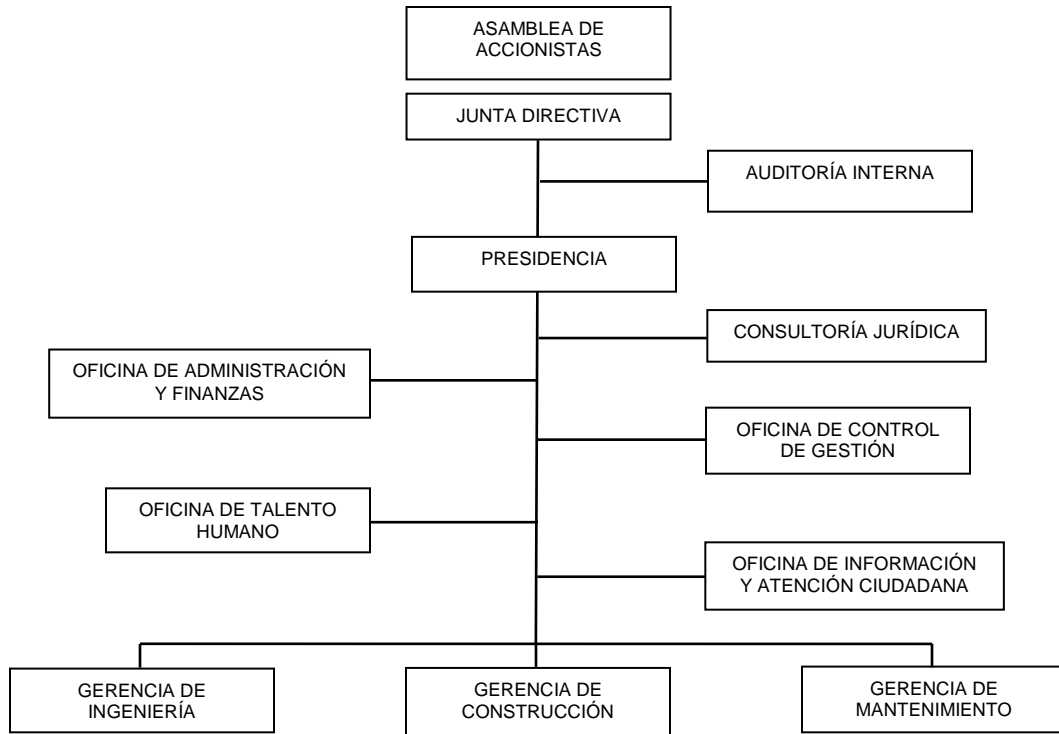 ASAMBLEA DE
ACCIONISTAS
JUNTA DIRECTIVA
AUDITORÍA INTERNA
PRESIDENCIA
CONSULTORÍA JURÍDICA
OFICINA DE ADMINISTRACIÓN
Y FINANZAS
OFICINA DE CONTROL
DE GESTIÓN
OFICINA DE TALENTO
HUMANO
OFICINA DE INFORMACIÓN
Y ATENCIÓN CIUDADANA
GERENCIA DE
INGENIERÍA
GERENCIA DE
CONSTRUCCIÓN
GERENCIA DE
MANTENIMIENTO